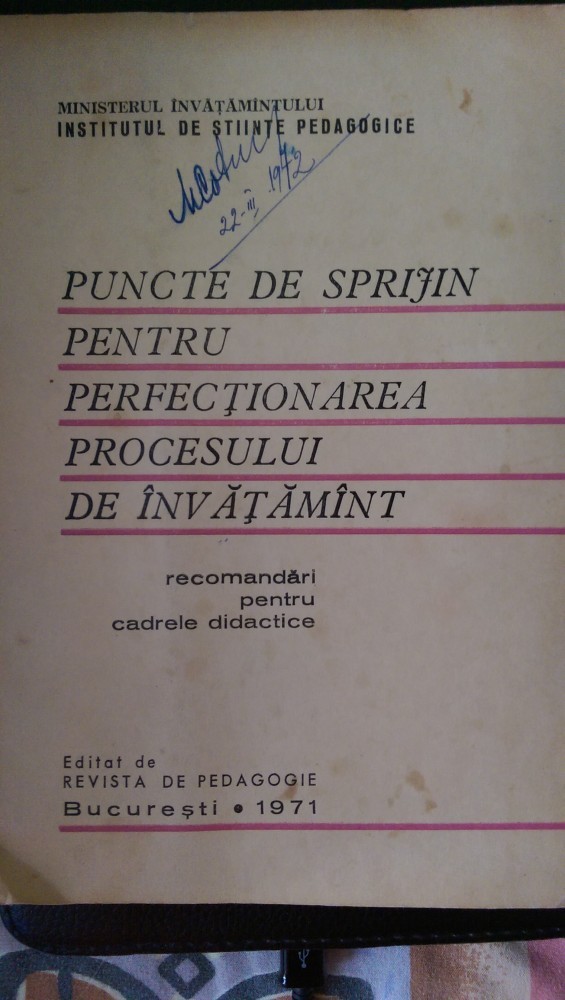 MINISTERUL ÎNVĂȚĂMÎNTULUI
INSTITUTUL DE ȘTIINȚE PEDAGOGICE
22-III 1972
PUNCTE DE SPRIJIN
PENTRU
PERFECȚIONAREA
PROCESULUI
DE ÎNVĂȚĂMÎNT
recomandări
pentru
cadrele didactice
Editat de
REVISTA DE PEDAGOGIE
București • 1971